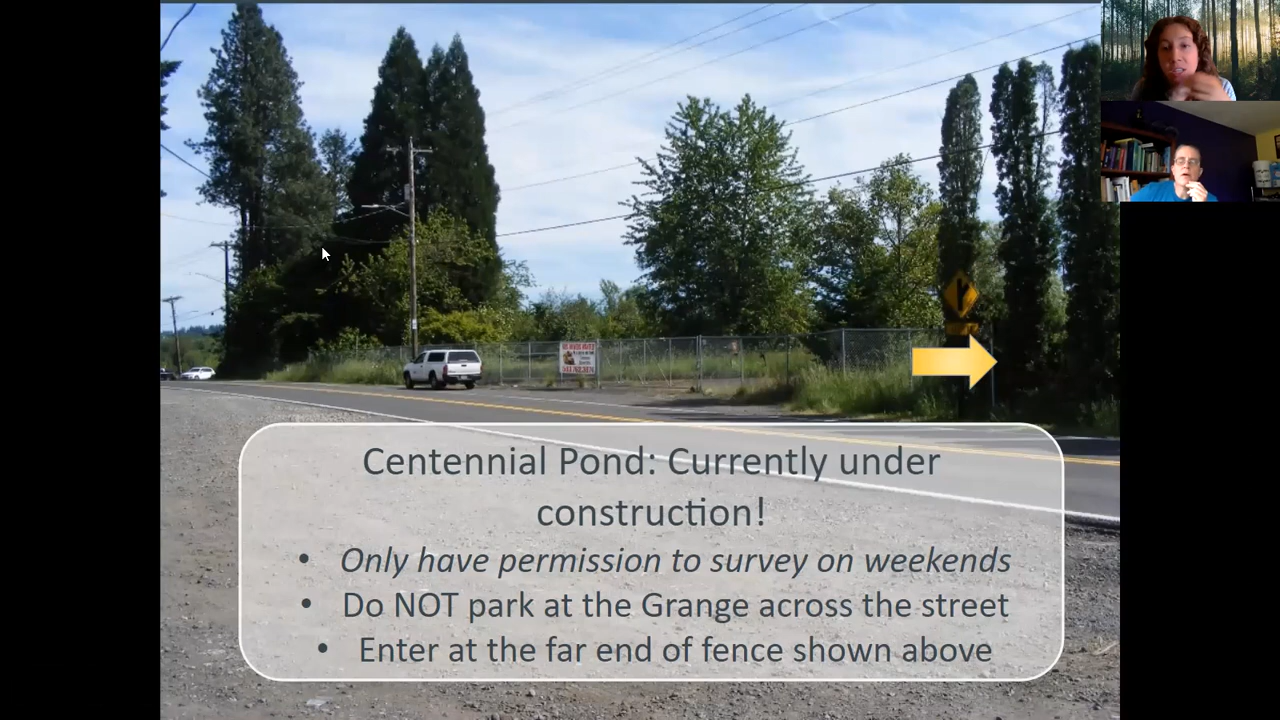 Centennial Pond: Currently under
construction!
• Only have permission to survey on weekends
• Do NOT park at the Grange across the street
• Enter at the far end of fence shown above